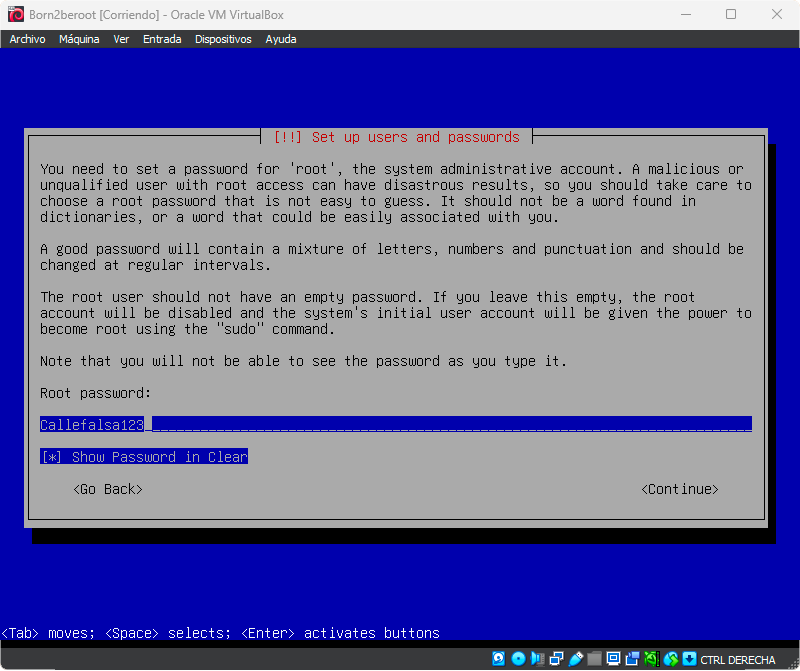 Born2beroot [Corriendo] - Oracle VM VirtualBox
Archivo Máquina Ver Entrada Dispositivos Ayuda
[!!] Set up users and passwords
You need to set a password for 'root', the system administrative account. A malicious or
unqualified user with root access can have disastrous results, so you should take care to
choose a root password that is not easy to guess. It should not be a word found in
dictionaries, or a word that could be easily associated with you.
A good password will contain a mixture of letters, numbers and punctuation and should be
changed at regular intervals.
The root user should not have an empty password. If you leave this empty, the root
account will be disabled and the system's initial user account will be given the power to
become root using the "sudo" command.
Note that you will not be able to see the password as you type it.
Root password:
Callefalsa123
[*] Show Password in Clear
<Go Back> <Continue>
<Tab> moves; <Space> selects; <Enter> activates buttons
CTRL DERECHA